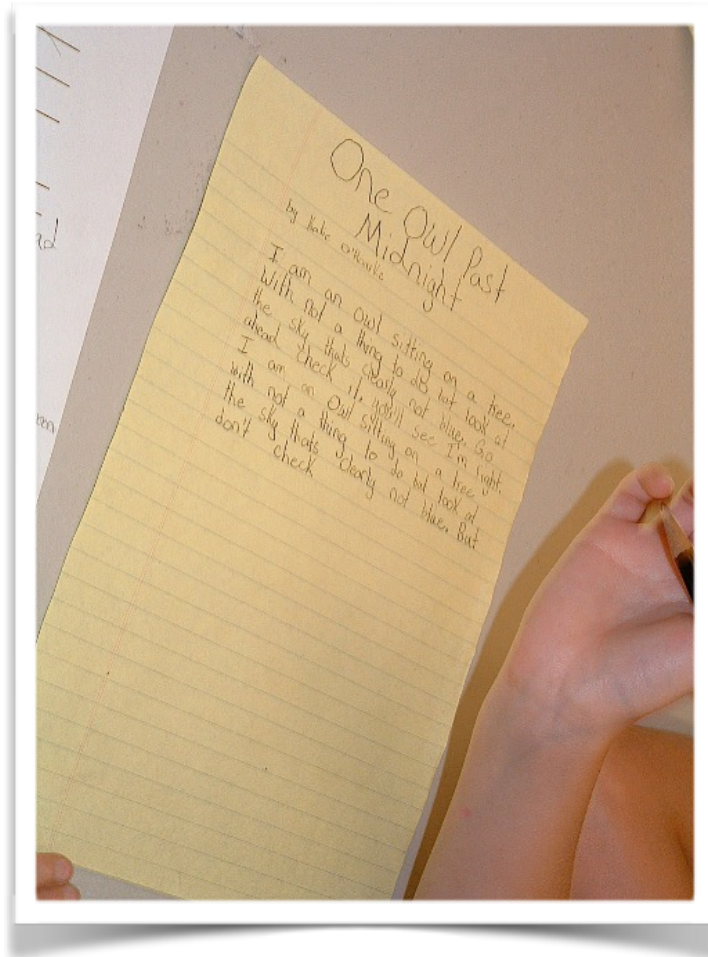 One Owl Past
Midnight
by Katie
I am an owl sitting on a tree.
With not a thing to do but look at
the sky thats clearly not blue. Go
ahead check it, you'll see I'm right.
I am an owl sitting on a tree
with not a thing to do but look at
the sky thats clearly not blue. But
don't check